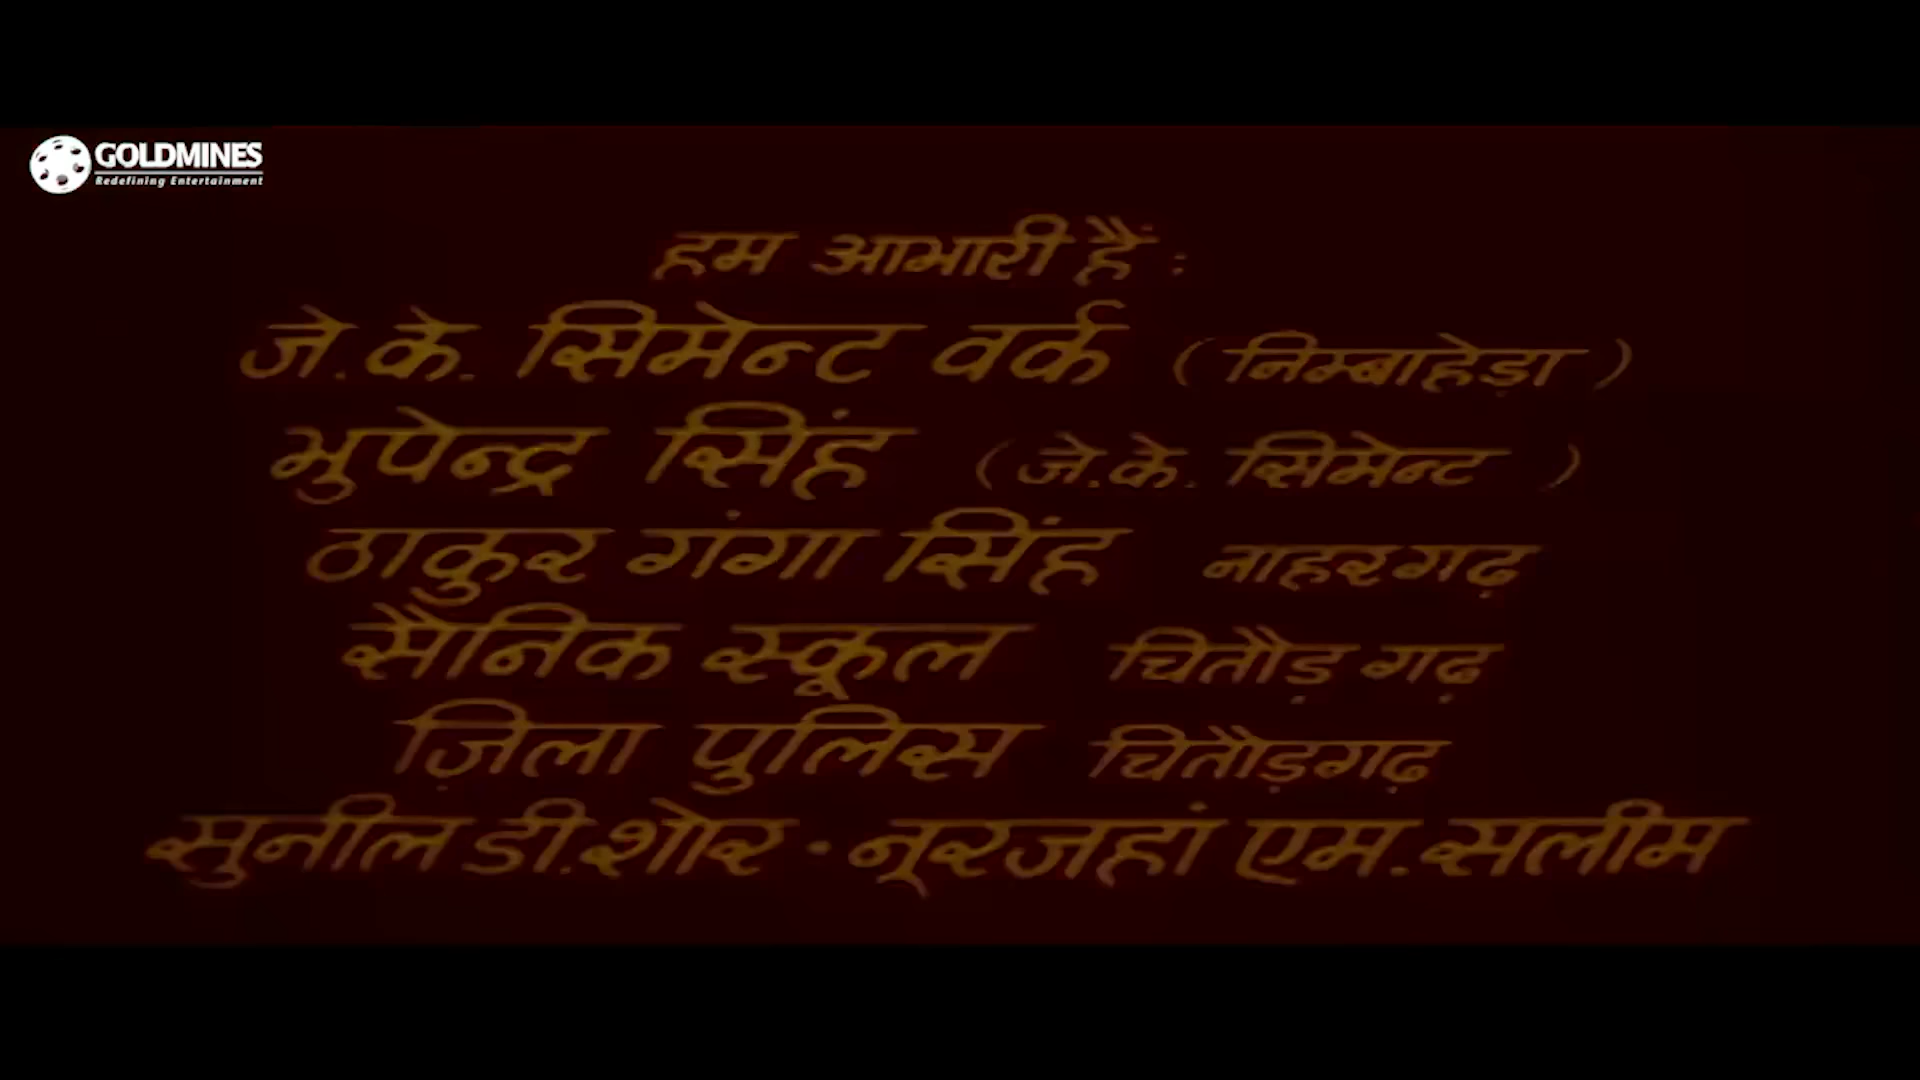 GOLDMINES
Redefining Entertainment
हम आभारी हैं :
जे.के. सिमेन्ट वर्क ( निम्बाहेड़ा )
भुपेन्द्र सिंह ( जे.के. सिमेन्ट )
ठाकुर गंगा सिंह नाहरगढ़
सैनिक स्कूल चितौड़ गढ़
ज़िला पुलिस चितौड़गढ़
सुनील डी.शोर • नूरजहां एम.सलीम